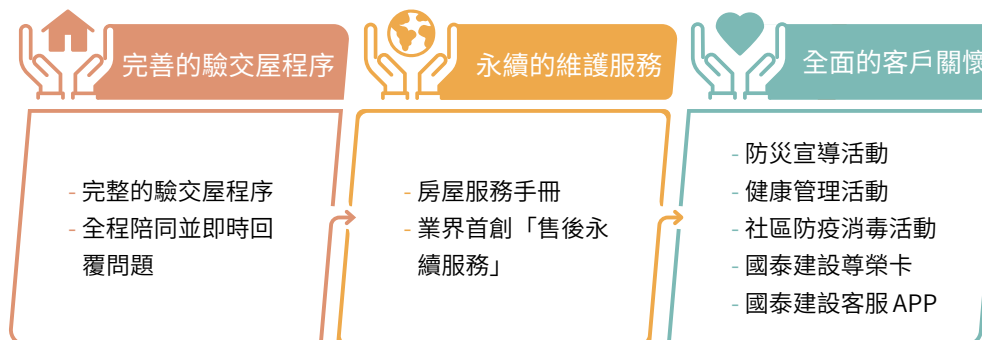 完善的驗交屋程序
- 完整的驗交屋程序
- 全程陪同並即時回
覆問題
永續的維護服務
- 房屋服務手冊
- 業界首創「售後永
續服務」
全面的客戶關懷
- 防災宣導活動
- 健康管理活動
- 社區防疫消毒活動
- 國泰建設尊榮卡
- 國泰建設客服 APP